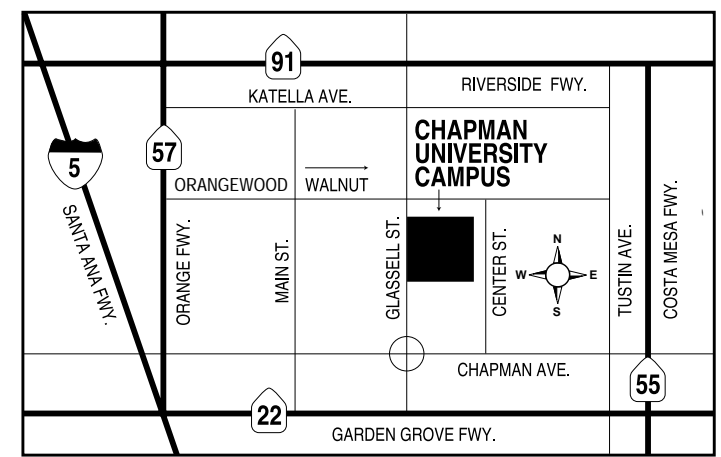 91
RIVERSIDE FWY.
KATELLA AVE.
CHAPMAN
UNIVERSITY
CAMPUS
57
5
ORANGEWOOD
WALNUT
SANTA ANA FWY.
ORANGE FWY.
MAIN ST.
GLASSELL ST.
CENTER ST.
N
W
E
S
TUSTIN AVE.
COSTA MESA FWY.
CHAPMAN AVE.
55
22
GARDEN GROVE FWY.